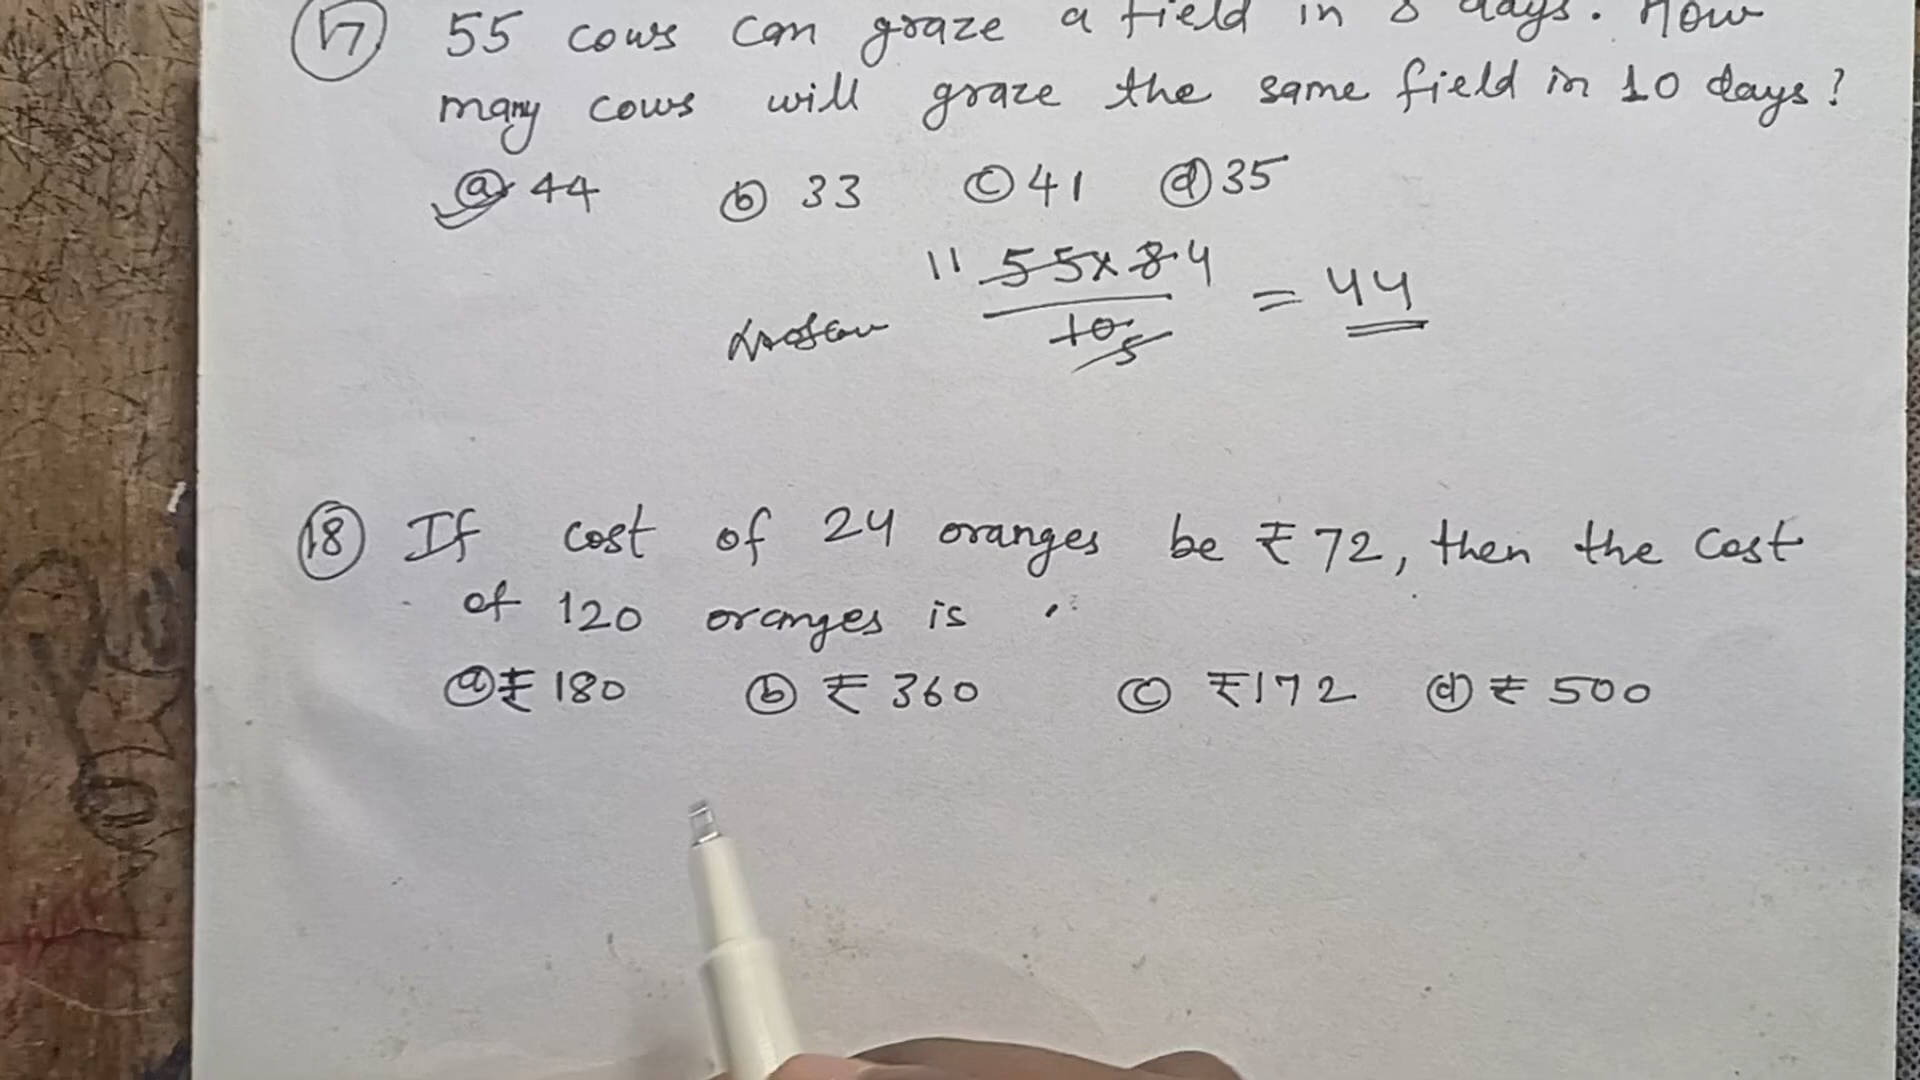 17 55 cows can graze a field in 8 days. How
many cows will graze the same field in 10 days?
(a) 44 (b) 33 (c) 41 (d) 35
11 55x8 4
= 44
10 5
18 If cost of 24 oranges be ₹72, then the cost
of 120 oranges is :
(a) ₹ 180 (b) ₹ 360 (c) ₹172 (d) ₹ 500